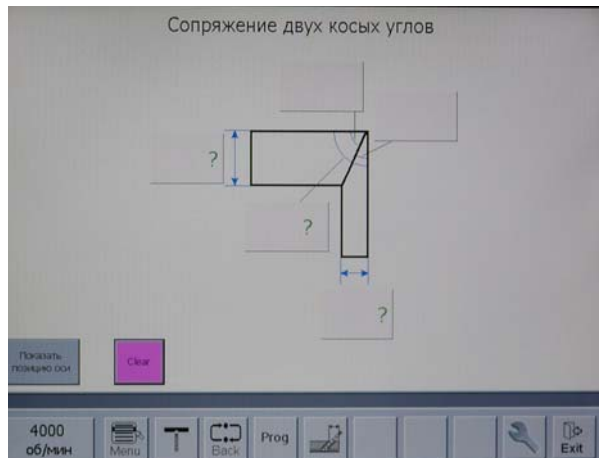 Сопряжение двух косых углов
?
?
?
Показать
позицию оси
Clear
4000
об/мин
Menu
Back
Prog
Exit